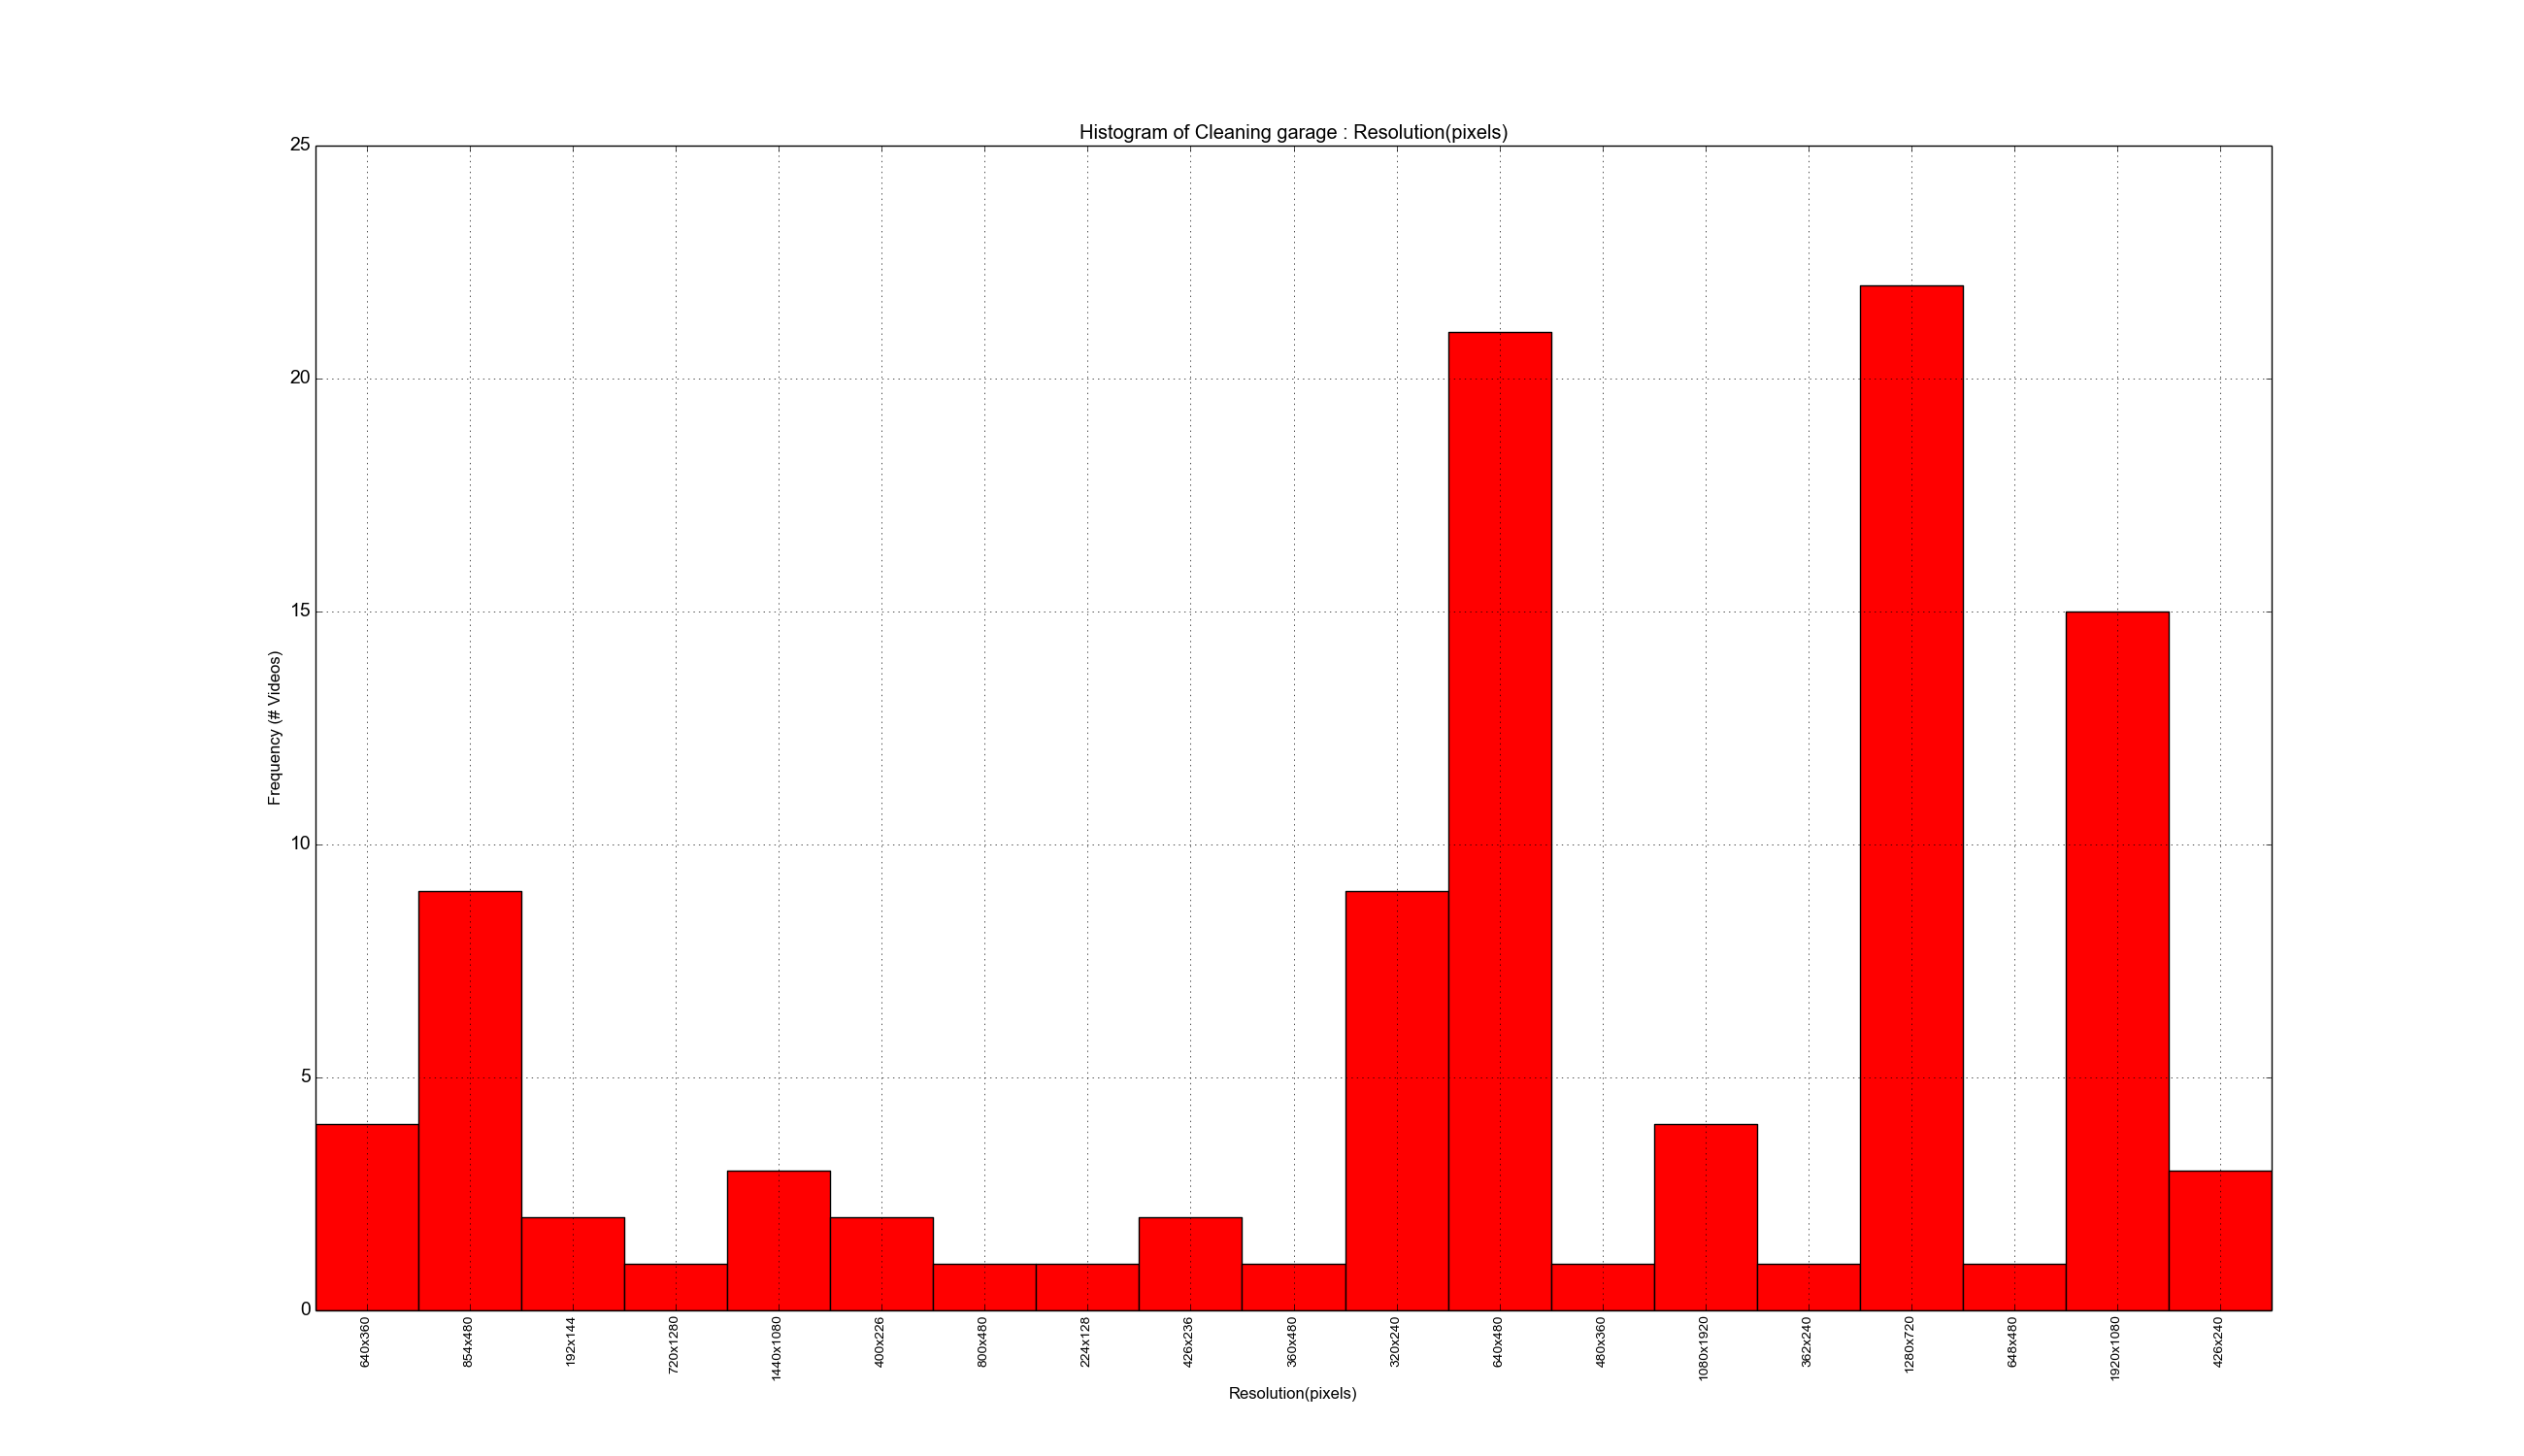 Histogram of Cleaning garage : Resolution(pixels)
25
20
15
10
5
0
Frequency (# Videos)
640x360
854x480
192x144
720x1280
1440x1080
400x226
800x480
224x128
426x236
360x480
320x240
640x480
480x360
1080x1920
362x240
1280x720
648x480
1920x1080
426x240
Resolution(pixels)